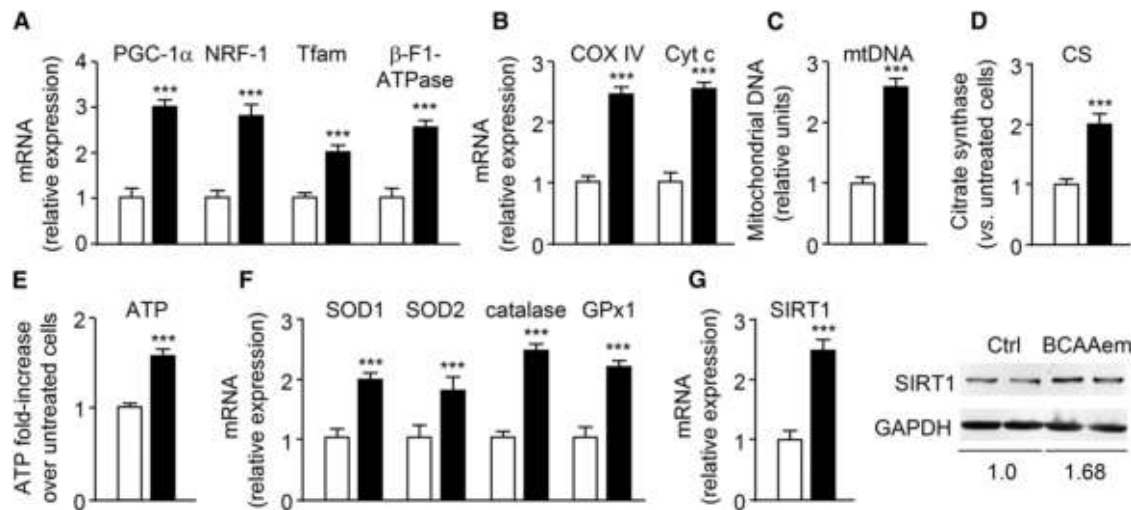 A
PGC-1α NRF-1 Tfam β-F1-
ATPase
mRNA
(relative expression)
4
3
2
1
0
*** *** *** ***
B
COX IV Cyt c
mRNA
(relative expression)
3
2
1
0
*** ***
C
mtDNA
Mitochondrial DNA
(relative units)
3
2
1
0
***
D
CS
Citrate synthase
(vs. untreated cells)
3
2
1
0
***
E
ATP
ATP fold-increase
over untreated cells
2
1
0
***
F
SOD1 SOD2 catalase GPx1
mRNA
(relative expression)
3
2
1
0
*** *** *** ***
G
SIRT1
mRNA
(relative expression)
3
2
1
0
***
Ctrl BCAAem
SIRT1
GAPDH
1.0 1.68